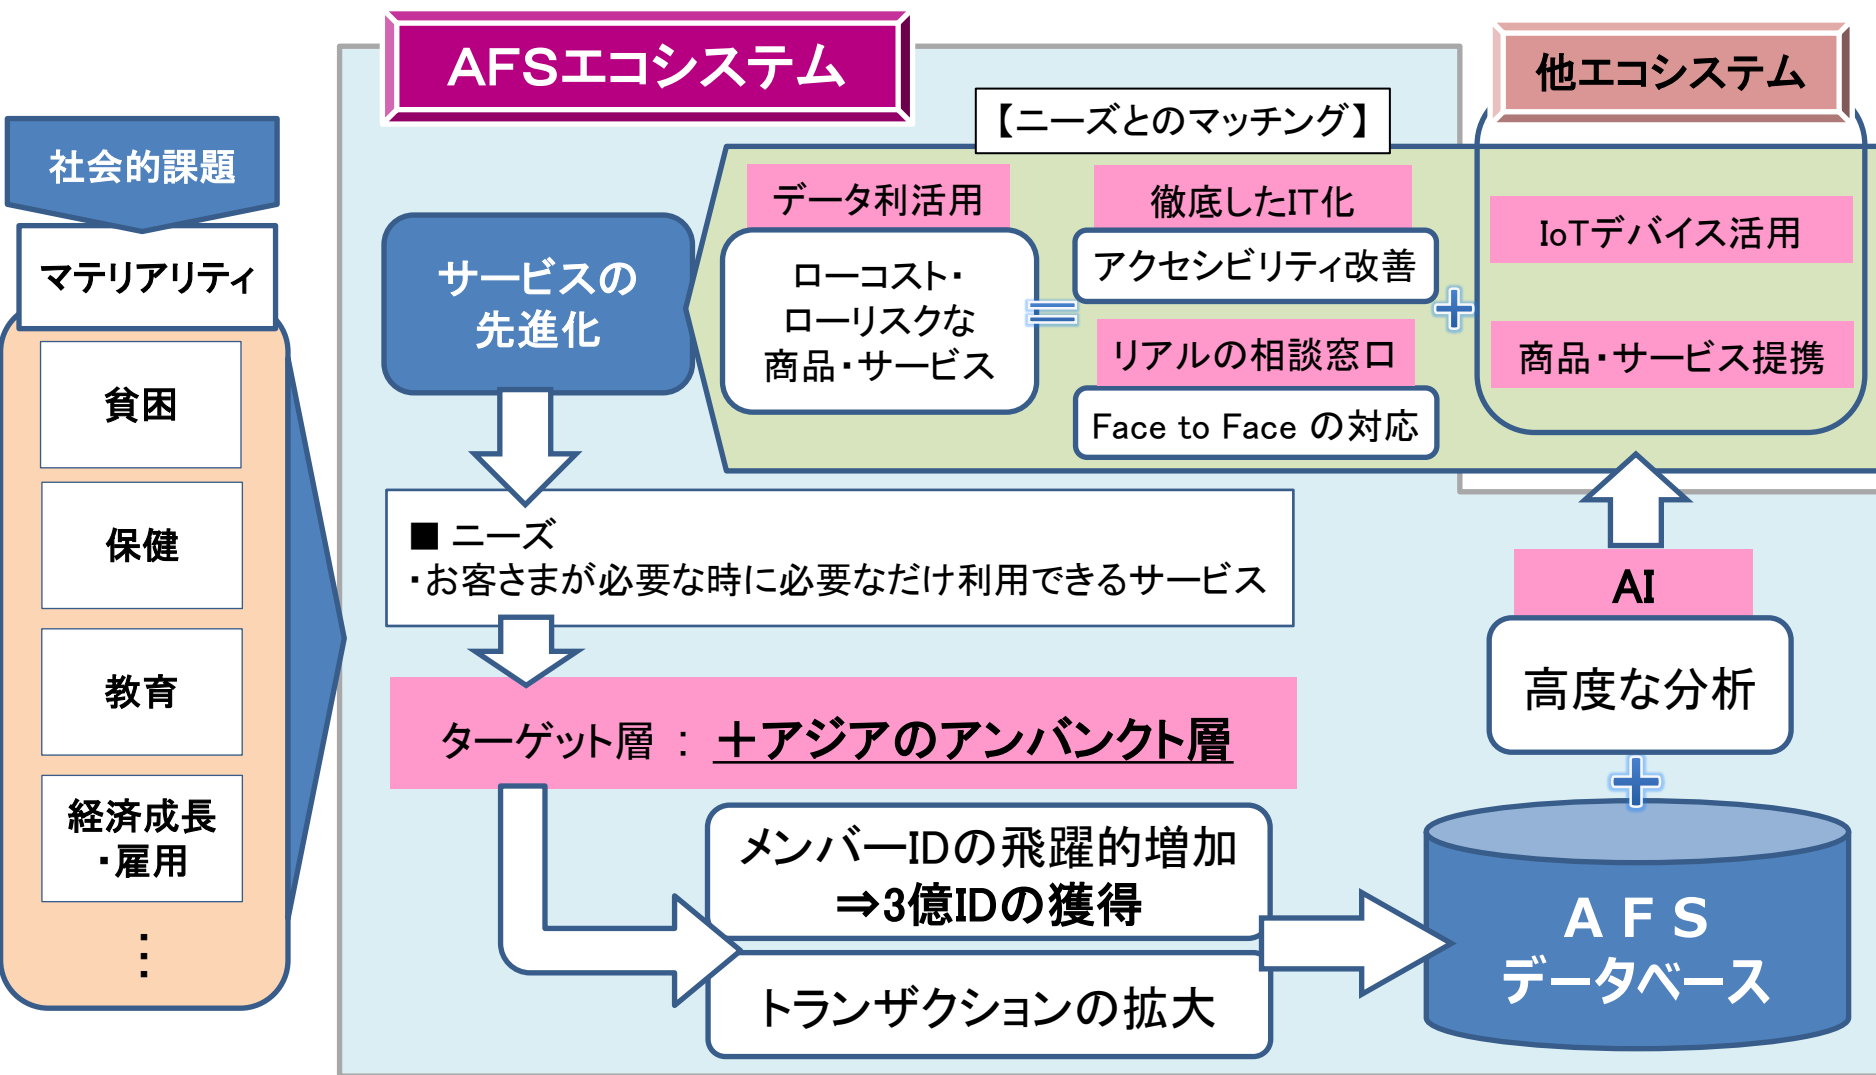 AFSエコシステム
他エコシステム
【ニーズとのマッチング】
社会的課題
マテリアリティ
貧困
保健
教育
経済成長
・雇用
⋮
サービスの
先進化
データ利活用
ローコスト・
ローリスクな
商品・サービス
＝
徹底したIT化
アクセシビリティ改善
リアルの相談窓口
Face to Face の対応
＋
IoTデバイス活用
商品・サービス提携
■ ニーズ
・お客さまが必要な時に必要なだけ利用できるサービス
ターゲット層 ： ＋アジアのアンバンクト層
メンバーIDの飛躍的増加
⇒3億IDの獲得
トランザクションの拡大
AI
高度な分析
＋
AFS
データベース